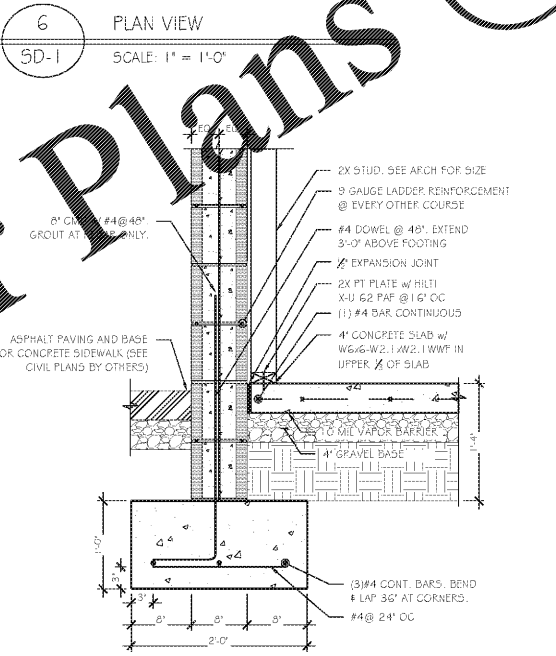 6
PLAN VIEW
SD-1
SCALE: 1" = 1'-0"
Plans
EQ EQ
2X STUD. SEE ARCH FOR SIZE
9 GAUGE LADDER REINFORCEMENT
@ EVERY OTHER COURSE
8" CMU W/ #4@48".
GROUT AT ONLY.
#4 DOWEL @ 48". EXTEND
3'-0" ABOVE FOOTING
½" EXPANSION JOINT
2X PT PLATE w/ HILTI
X-U 62 PAF @16" OC
(1) #4 BAR CONTINUOUS
ASPHALT PAVING AND BASE
OR CONCRETE SIDEWALK (SEE
CIVIL PLANS BY OTHERS)
4" CONCRETE SLAB w/
W6x6-W2.1xW2.1 WWF IN
UPPER ⅓ OF SLAB
10 MIL VAPOR BARRIER
4" GRAVEL BASE
1'-4"
1'-0"
3"
3"
8" 8" 8"
2'-0"
(3)#4 CONT. BARS. BEND
& LAP 36" AT CORNERS.
#4@ 24" OC